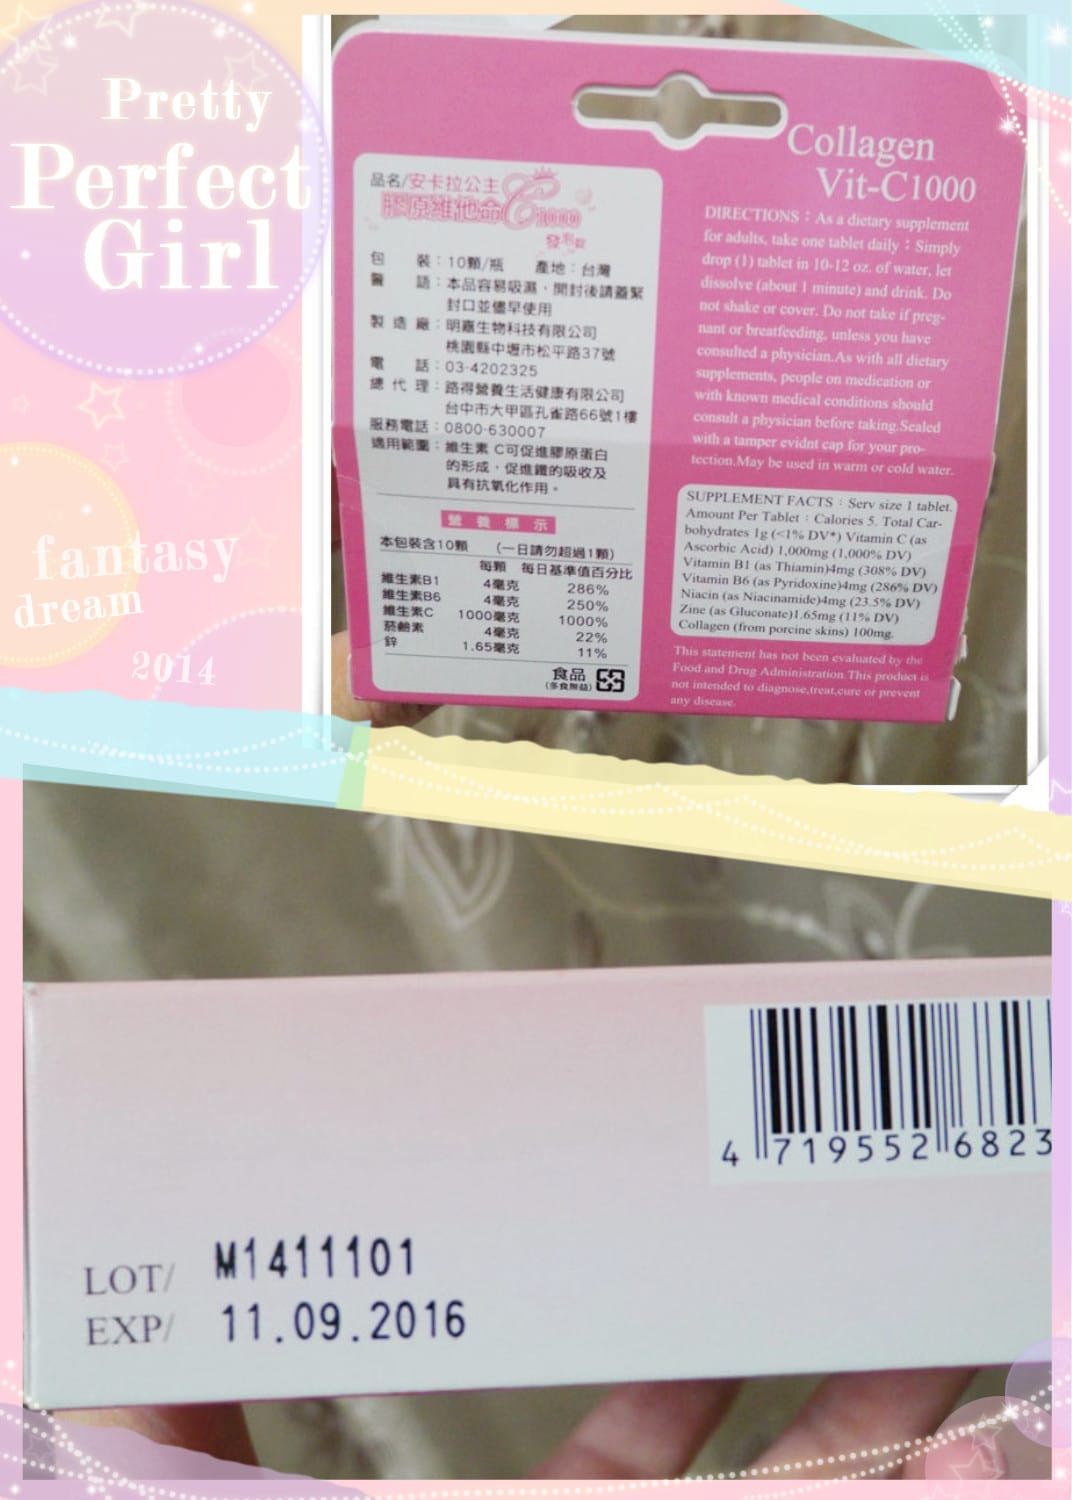 Pretty
Perfect
Girl
fantasy
dream
2014
品名/安卡拉公主
膠原維他命C1000
發泡錠
包　　裝：10顆/瓶　產地：台灣
警　　語：本品容易吸濕，開封後請蓋緊
封口並儘早使用
製 造 廠：明嘉生物科技有限公司
桃園縣中壢市松平路37號
電　　話：03-4202325
總 代 理：路得營養生活健康有限公司
台中市大甲區孔雀路66號1樓
服務電話：0800-630007
適用範圍：維生素 C可促進膠原蛋白
的形成，促進鐵的吸收及
具有抗氧化作用。
營 養 標 示
本包裝含10顆　（一日請勿超過1顆）
每顆 每日基準值百分比
維生素B1 4毫克 286%
維生素B6 4毫克 250%
維生素C 1000毫克 1000%
菸鹼素 4毫克 22%
鋅 1.65毫克 11%
食品
(多食無益)
Collagen
Vit-C1000
DIRECTIONS：As a dietary supplement
for adults, take one tablet daily：Simply
drop (1) tablet in 10-12 oz. of water, let
dissolve (about 1 minute) and drink. Do
not shake or cover. Do not take if preg-
nant or breatfeeding, unless you have
consulted a physician.As with all dietary
supplements, people on medication or
with known medical conditions should
consult a physician before taking.Sealed
with a tamper evidnt cap for your pro-
tection.May be used in warm or cold water.
SUPPLEMENT FACTS：Serv size 1 tablet.
Amount Per Tablet：Calories 5. Total Car-
bohydrates 1g (<1% DV*) Vitamin C (as
Ascorbic Acid) 1,000mg (1,000% DV)
Vitamin B1 (as Thiamin)4mg (308% DV)
Vitamin B6 (as Pyridoxine)4mg (286% DV)
Niacin (as Niacinamide)4mg (23.5% DV)
Zine (as Gluconate)1.65mg (11% DV)
Collagen (from porcine skins) 100mg.
This statement has not been evaluated by the
Food and Drug Administration.This product is
not intended to diagnose,treat,cure or prevent
any disease.
4 719552 6823
LOT/ M1411101
EXP/ 11.09.2016